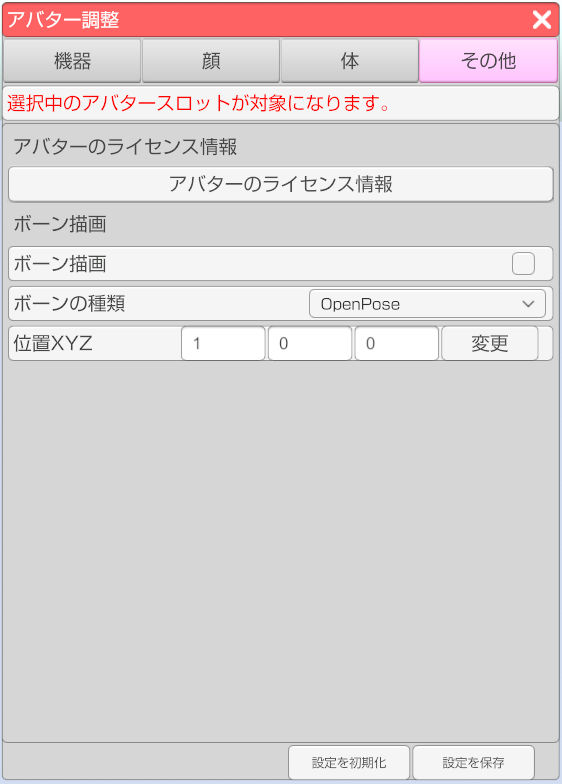 アバター調整
機器 顔 体 その他
選択中のアバタースロットが対象になります。
アバターのライセンス情報
アバターのライセンス情報
ボーン描画
ボーン描画
ボーンの種類 OpenPose
位置XYZ 1 0 0 変更
設定を初期化 設定を保存